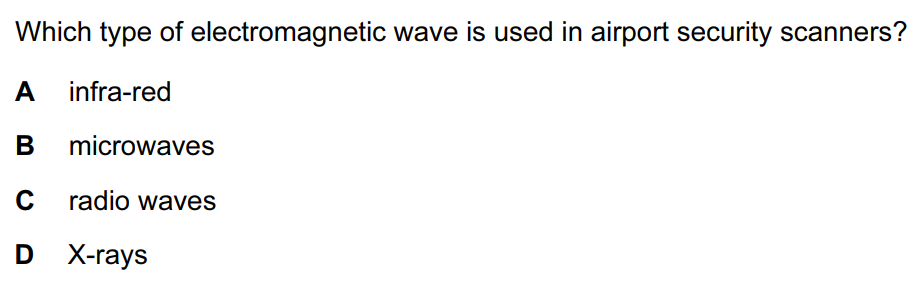 Which type of electromagnetic wave is used in airport security scanners?
A infra-red
B microwaves
C radio waves
D X-rays